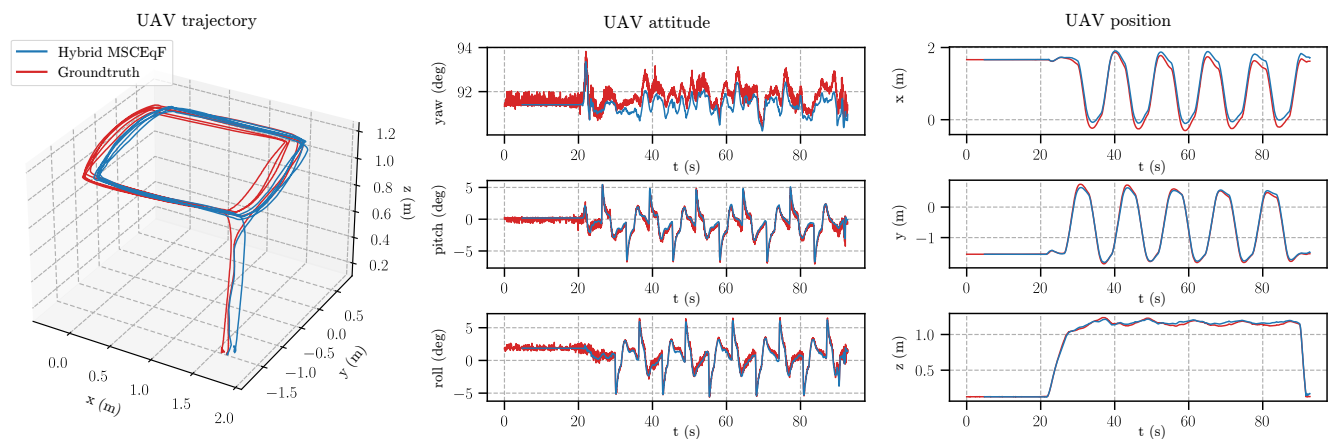 UAV trajectory
Hybrid MSCEqF
Groundtruth
1.2
1.0
0.8
0.6
0.4
0.2
z (m)
0.5
0.0
−0.5
−1.0
−1.5
y (m)
0.0
0.5
1.0
1.5
2.0
x (m)
UAV attitude
94
92
yaw (deg)
0 20 40 60 80
t (s)
5
0
−5
pitch (deg)
0 20 40 60 80
t (s)
5
0
−5
roll (deg)
0 20 40 60 80
t (s)
UAV position
2
0
x (m)
0 20 40 60 80
t (s)
0
−1
y (m)
0 20 40 60 80
t (s)
1.0
0.5
z (m)
0 20 40 60 80
t (s)